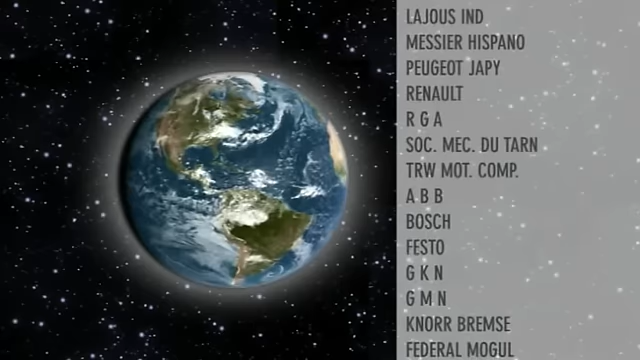 LAJOUS IND
MESSIER HISPANO
PEUGEOT JAPY
RENAULT
R G A
SOC. MEC. DU TARN
TRW MOT. COMP.
A B B
BOSCH
FESTO
G K N
G M N
KNORR BREMSE
FEDERAL MOGUL